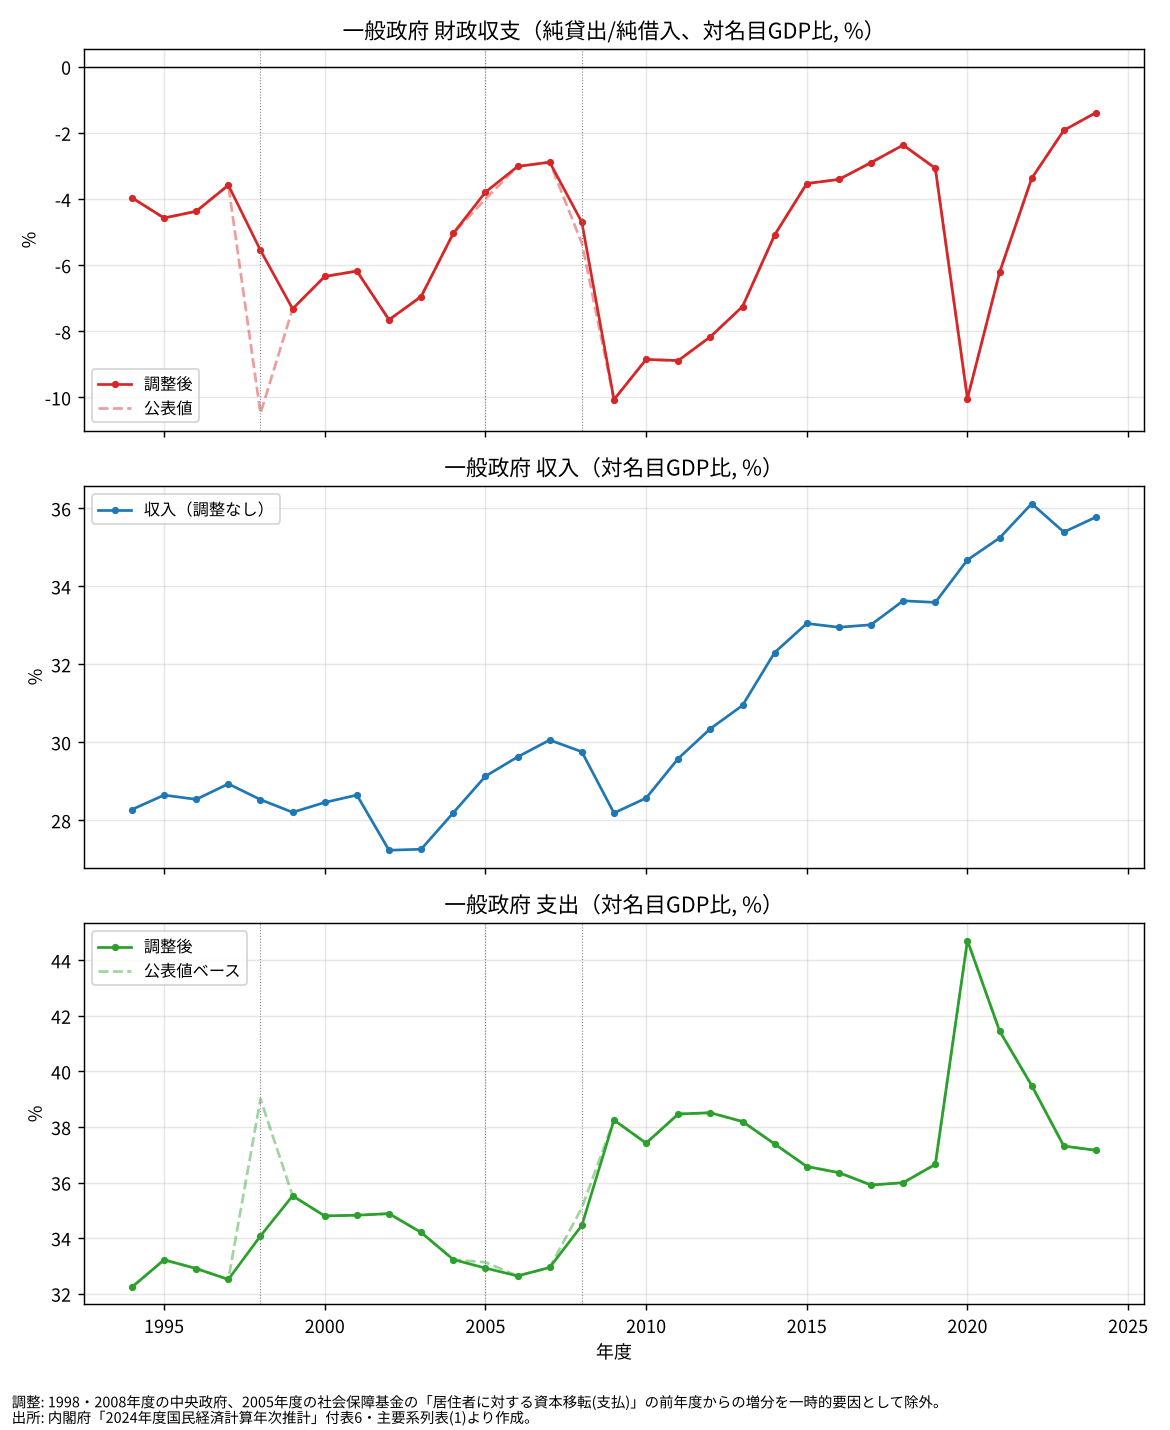 一般政府 財政収支（純貸出/純借入、対名目GDP比, %）
0
-2
-4
-6
-8
-10
%
調整後
公表値
一般政府 収入（対名目GDP比, %）
36
34
32
30
28
%
収入（調整なし）
一般政府 支出（対名目GDP比, %）
44
42
40
38
36
34
32
%
調整後
公表値ベース
1995 2000 2005 2010 2015 2020 2025
年度
調整: 1998・2008年度の中央政府、2005年度の社会保障基金の「居住者に対する資本移転(支払)」の前年度からの増分を一時的要因として除外。
出所: 内閣府「2024年度国民経済計算年次推計」付表6・主要系列表(1)より作成。